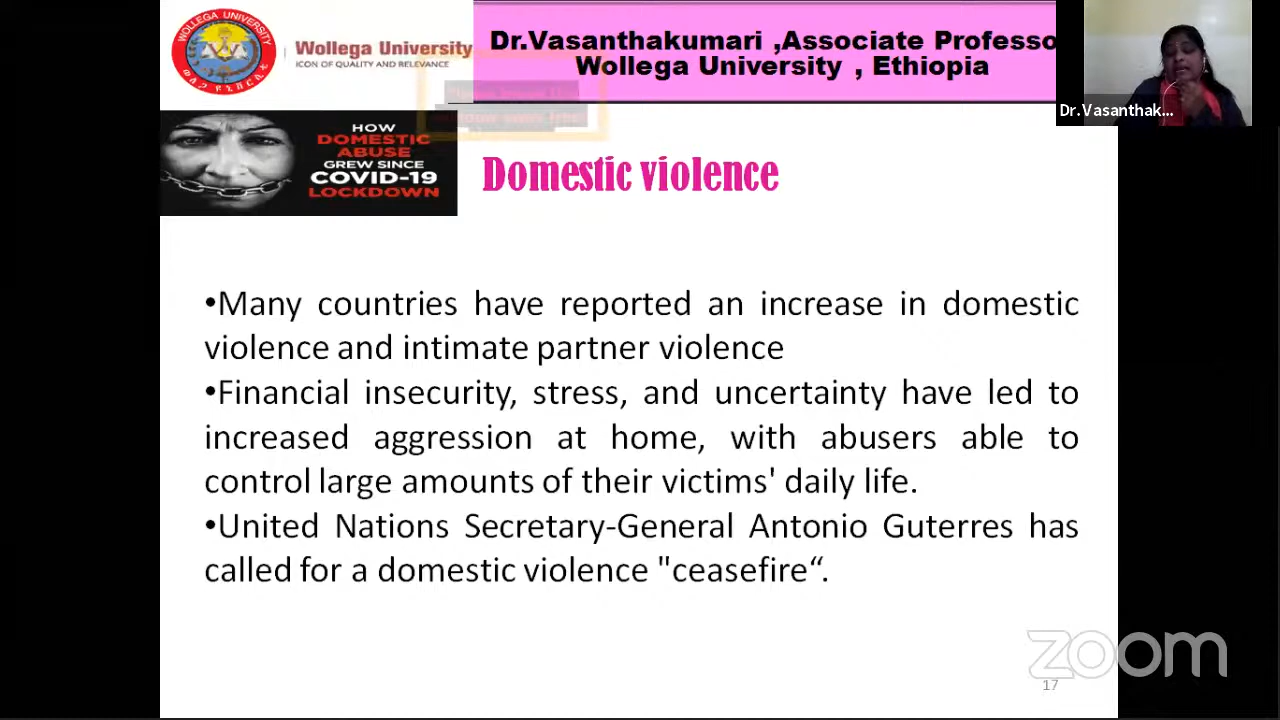 WOLLEGA UNIVERSITY
Wollega University
ICON OF QUALITY AND RELEVANCE
Dr.Vasanthakumari ,Associate Professo
Wollega University , Ethiopia
Dr.Vasanthak...
HOW
DOMESTIC
ABUSE
GREW SINCE
COVID-19
LOCKDOWN
Domestic violence
•Many countries have reported an increase in domestic
violence and intimate partner violence
•Financial insecurity, stress, and uncertainty have led to
increased aggression at home, with abusers able to
control large amounts of their victims' daily life.
•United Nations Secretary-General Antonio Guterres has
called for a domestic violence "ceasefire“.
zoom
17